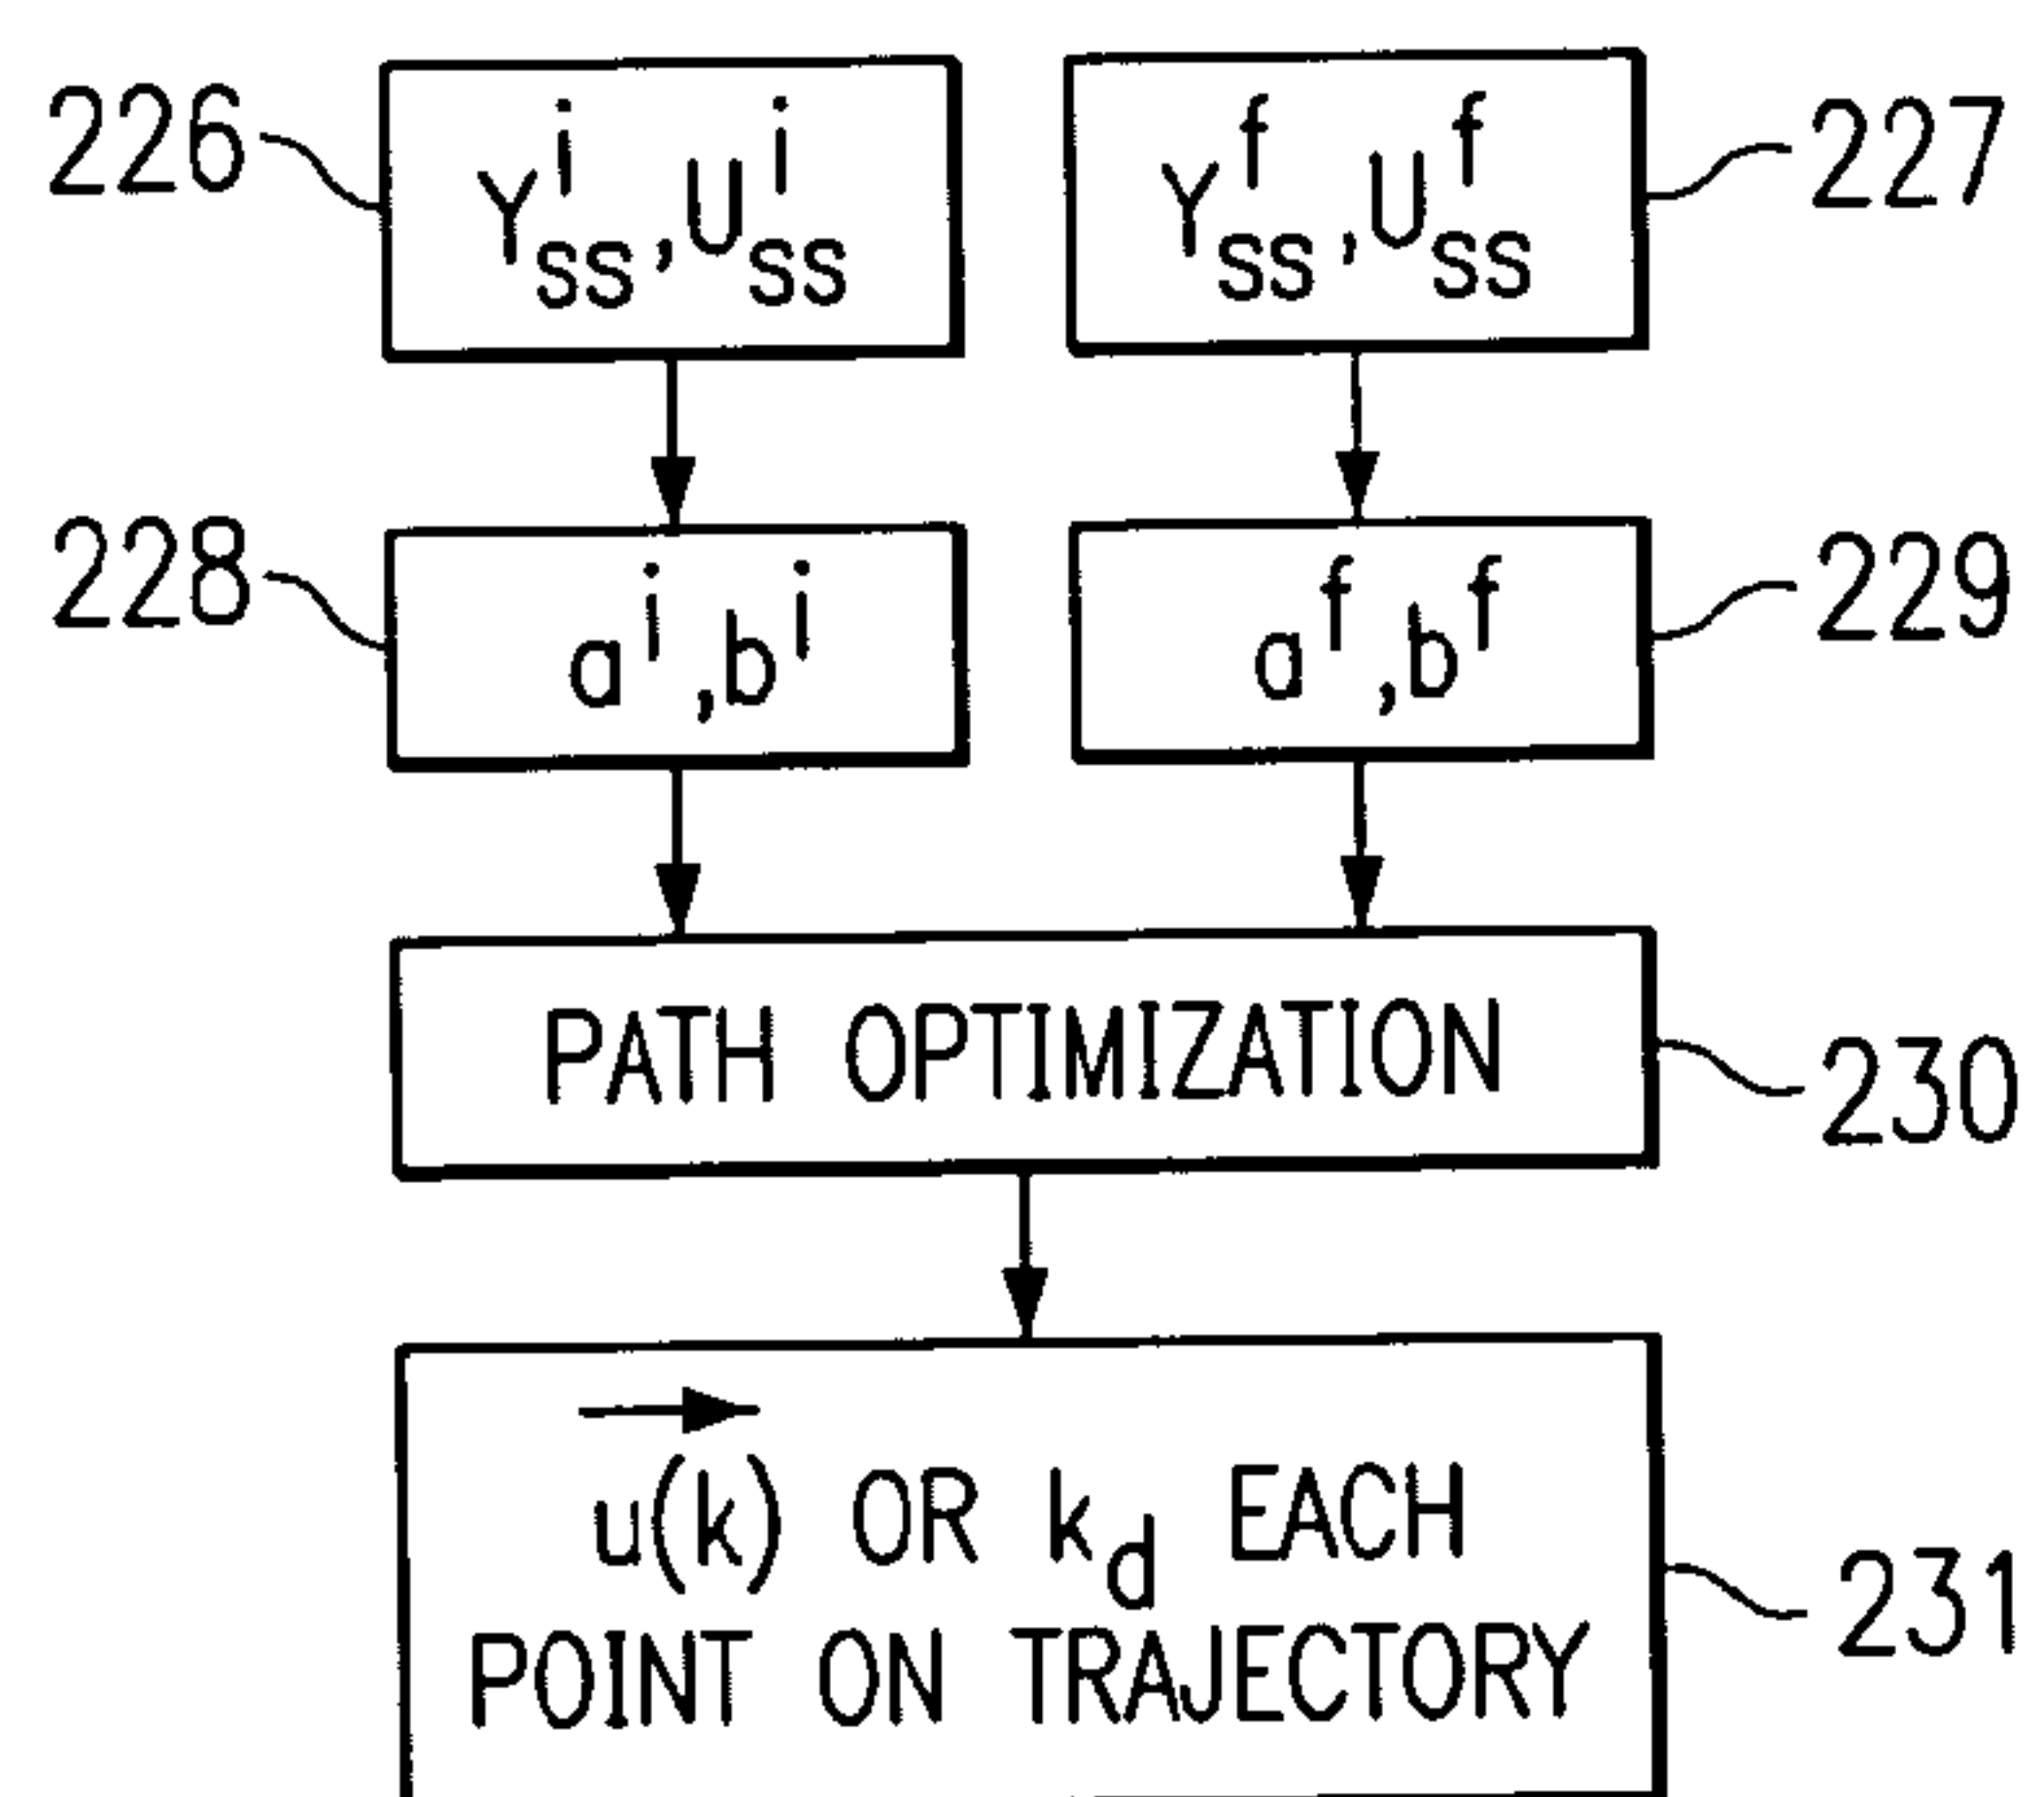 226
Y^i_ss, U^i_ss
Y^f_ss, U^f_ss
227
228
a^i, b^i
a^f, b^f
229
PATH OPTIMIZATION
230
u(k) OR k_d EACH
POINT ON TRAJECTORY
231